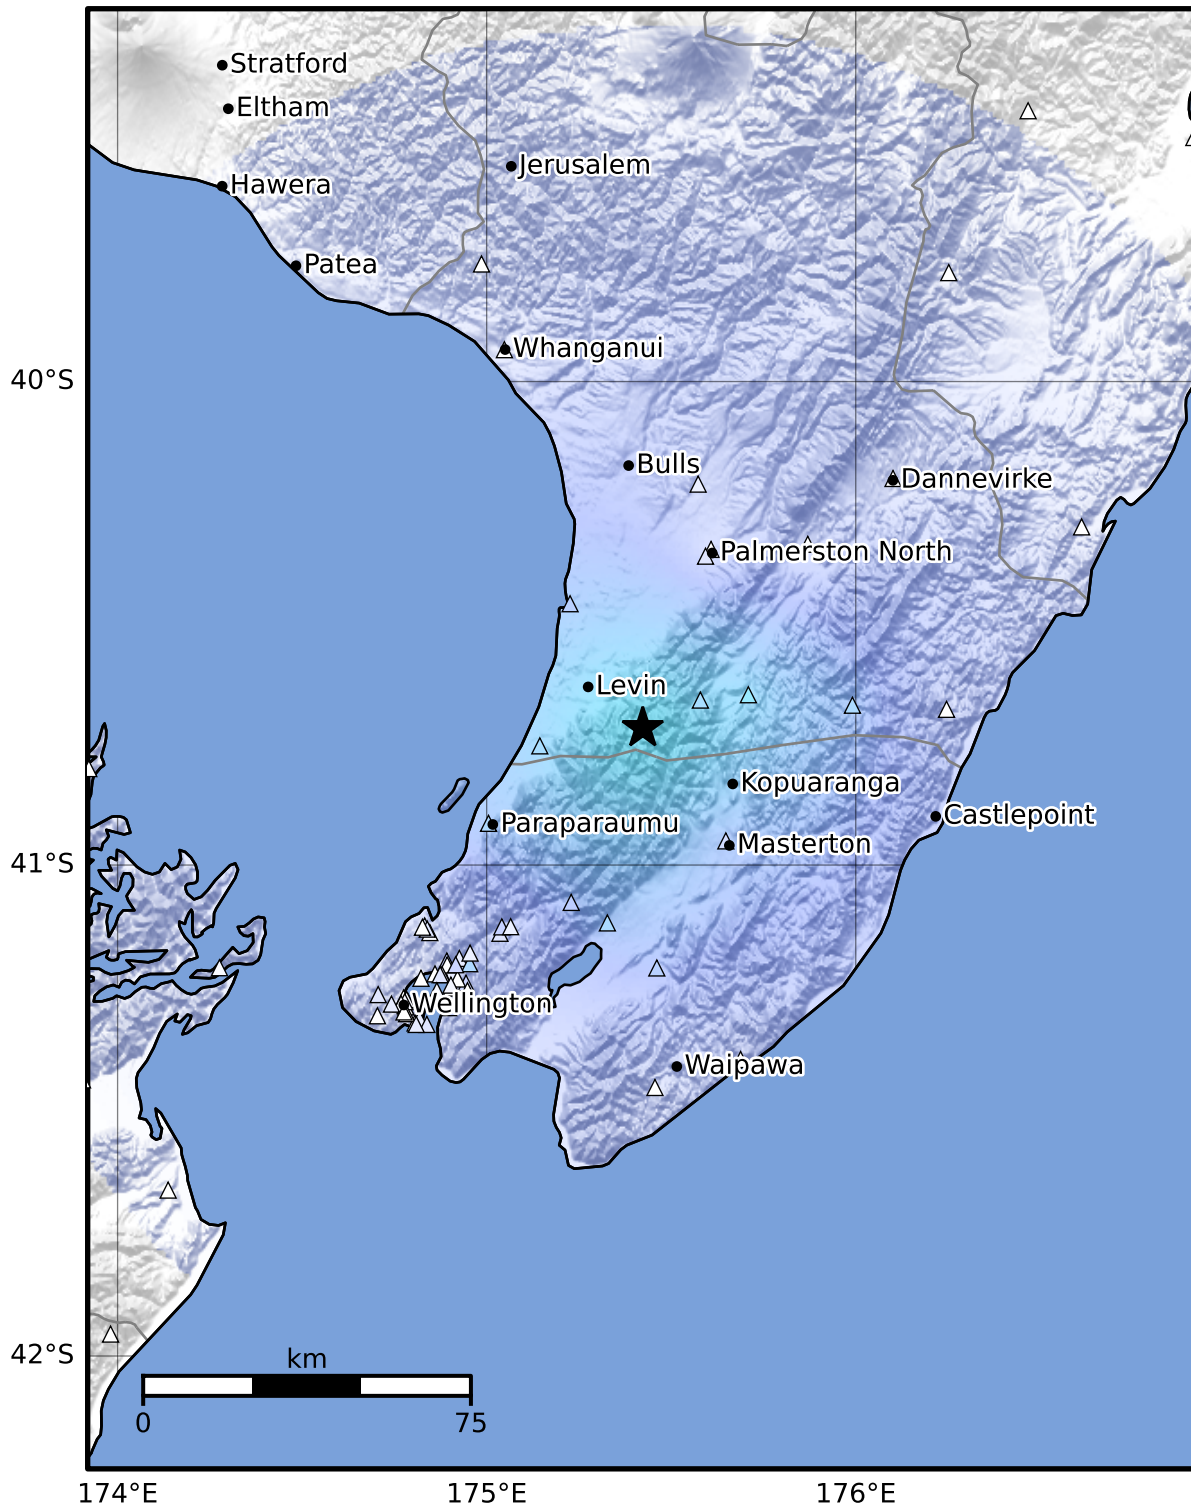 Stratford
Eltham
Jerusalem
Hawera
Patea
Whanganui
40°S
Bulls
Dannevirke
Palmerston North
Levin
Kopuaranga
Castlepoint
Paraparaumu
Masterton
41°S
Wellington
Waipawa
42°S
km
0 75
174°E 175°E 176°E